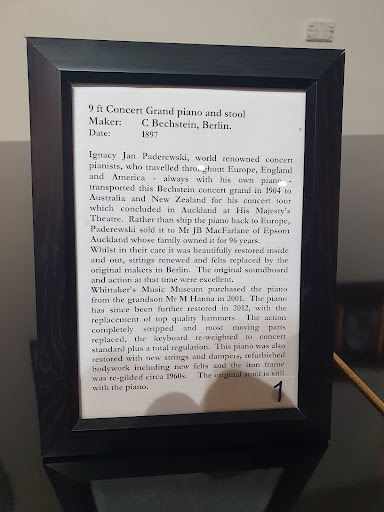 9 ft Concert Grand piano and stool
Maker: C Bechstein, Berlin.
Date: 1897
Ignacy Jan Paderewski, world renowned concert
pianists, who travelled throughout Europe, England
and America - always with his own piano -
transported this Bechstein concert grand in 1904 to
Australia and New Zealand for his concert tour
which concluded in Auckland at His Majesty's
Theatre. Rather than ship the piano back to Europe,
Paderewski sold it to Mr JB MacFarlane of Epsom
Auckland whose family owned it for 96 years.
Whilst in their care it was beautifully restored inside
and out, strings renewed and felts replaced by the
original makers in Berlin. The original soundboard
and action at that time were excellent.
Whittaker's Music Museum purchased the piano
from the grandson Mr M Hanna in 2001. The piano
has since been further restored in 2012, with the
replacement of top quality hammers. The action
completely stripped and most moving parts
replaced, the keyboard re-weighted to concert
standard plus a total regulation. This piano was also
restored with new strings and dampers, refurbished
bodywork including new felts and the iron frame
was re-gilded circa 1960s. The original stool is still
with the piano.
1